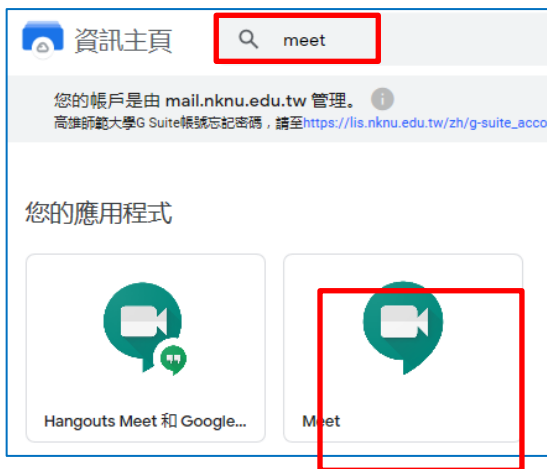 資訊主頁
meet
您的帳戶是由 mail.nknu.edu.tw 管理。
高雄師範大學G Suite帳號忘記密碼，請至https://lis.nknu.edu.tw/zh/g-suite_acco
您的應用程式
Hangouts Meet 和 Google...
Meet